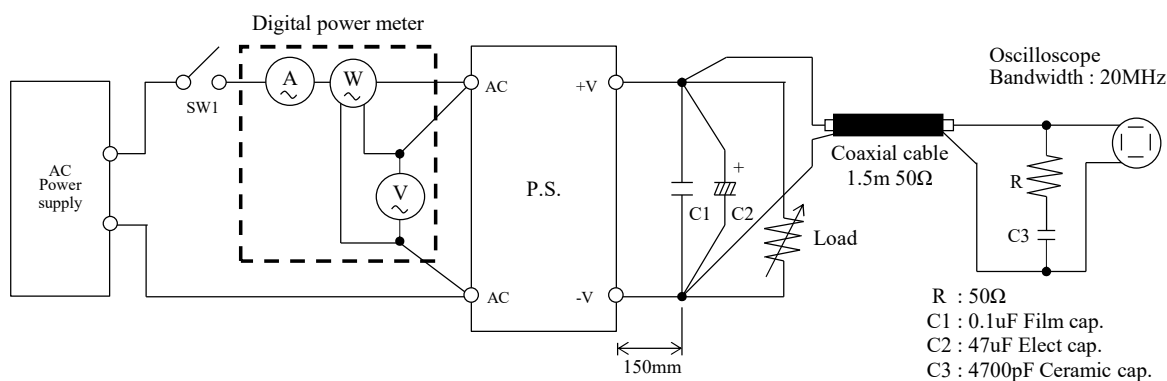 Digital power meter
Oscilloscope
Bandwidth : 20MHz
A
W
SW1
AC
+V
AC
Power
supply
V
P.S.
C1
+
C2
Load
Coaxial cable
1.5m 50Ω
R
C3
AC
-V
150mm
R : 50Ω
C1 : 0.1uF Film cap.
C2 : 47uF Elect cap.
C3 : 4700pF Ceramic cap.